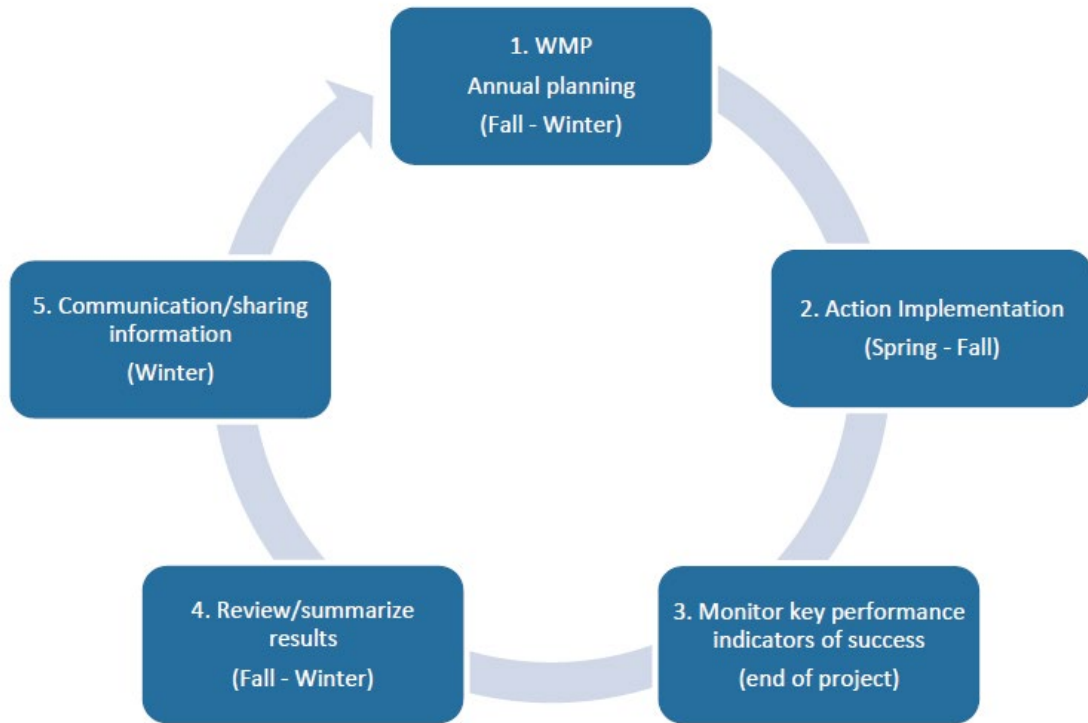 1. WMP
Annual planning
(Fall - Winter)
2. Action Implementation
(Spring - Fall)
3. Monitor key performance
indicators of success
(end of project)
4. Review/summarize
results
(Fall - Winter)
5. Communication/sharing
information
(Winter)